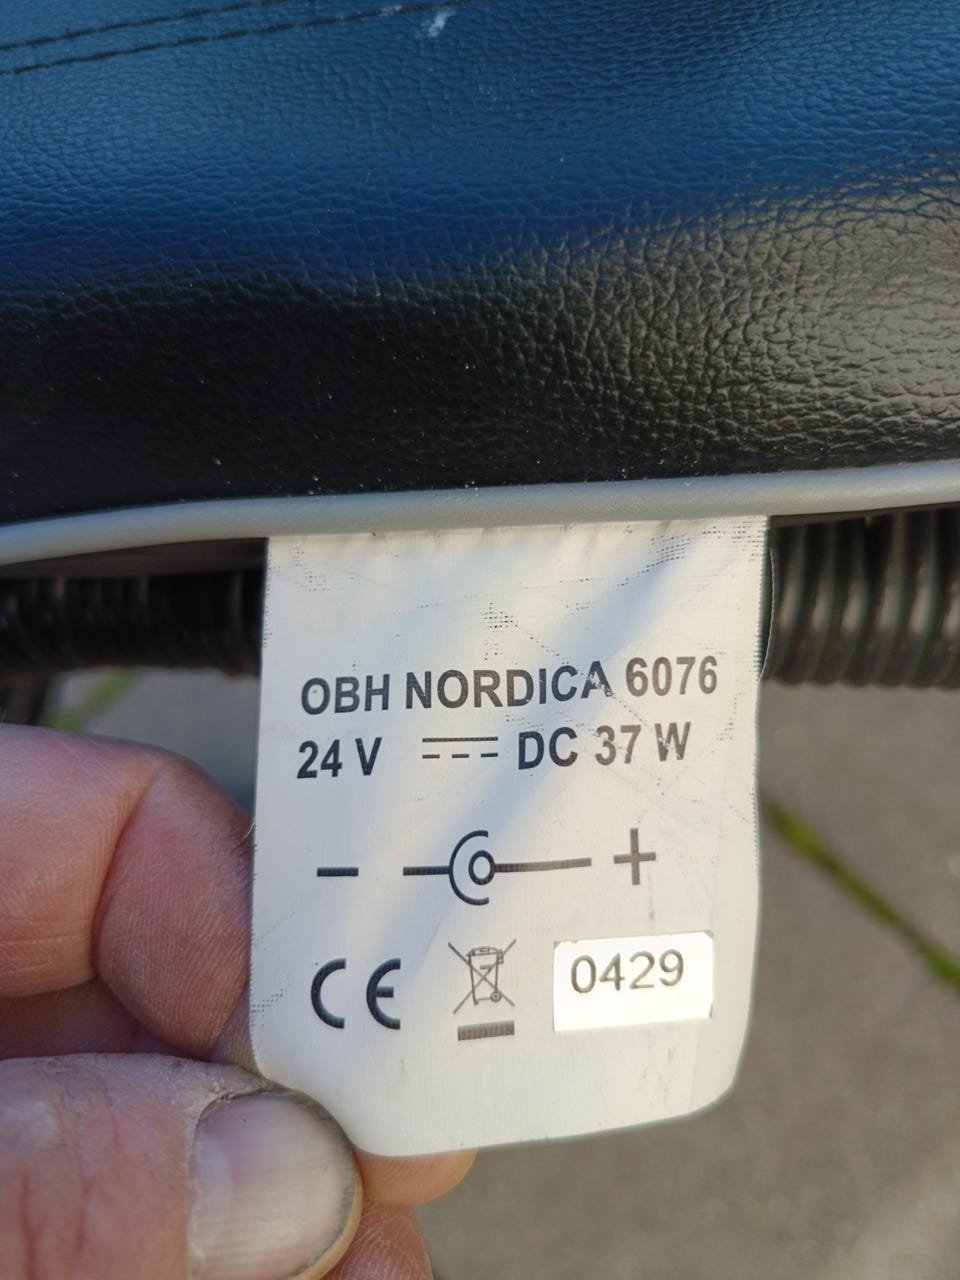 OBH NORDICA 6076
24 V DC 37 W
- +
CE 0429